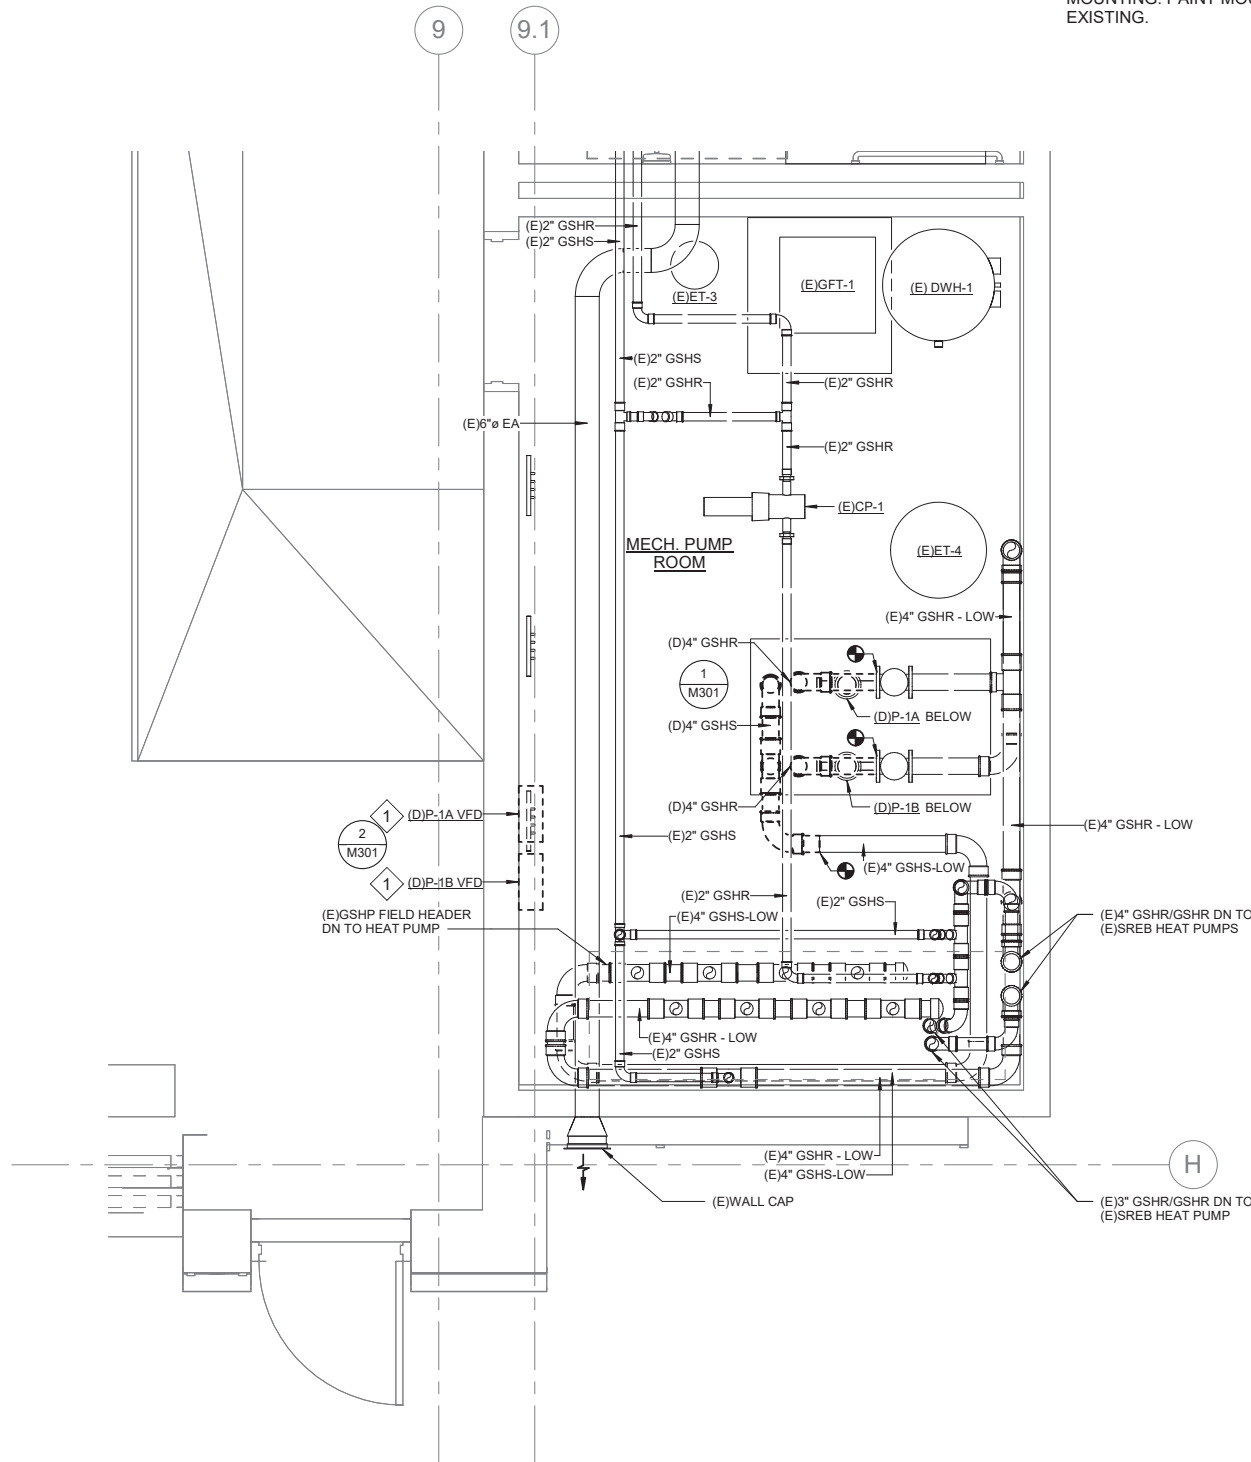 EXISTING.
9
9.1
(E)2" GSHR
(E)2" GSHS
(E)ET-3
(E)GFT-1
(E) DWH-1
(E)2" GSHS
(E)2" GSHR
(E)2" GSHR
(E)6"ø EA
(E)2" GSHR
(E)CP-1
MECH. PUMP
ROOM
(E)ET-4
(E)4" GSHR - LOW
(D)4" GSHR
1
M301
(D)4" GSHS
(D)P-1A BELOW
(D)4" GSHR
(D)P-1B BELOW
1
(D)P-1A VFD
2
M301
(E)2" GSHS
(E)4" GSHR - LOW
(E)4" GSHS-LOW
1
(D)P-1B VFD
(E)2" GSHR
(E)2" GSHS
(E)GSHP FIELD HEADER
DN TO HEAT PUMP
(E)4" GSHS-LOW
(E)4" GSHR/GSHR DN TO
(E)SREB HEAT PUMPS
(E)4" GSHR - LOW
(E)2" GSHS
(E)4" GSHR - LOW
(E)4" GSHS-LOW
H
(E)WALL CAP
(E)3" GSHR/GSHR DN TO
(E)SREB HEAT PUMP